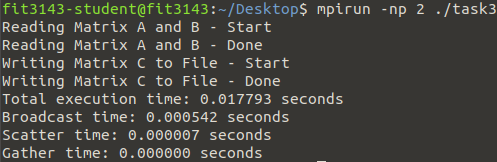 fit3143-student@fit3143:~/Desktop$ mpirun -np 2 ./task3
Reading Matrix A and B - Start
Reading Matrix A and B - Done
Writing Matrix C to File - Start
Writing Matrix C to File - Done
Total execution time: 0.017793 seconds
Broadcast time: 0.000542 seconds
Scatter time: 0.000007 seconds
Gather time: 0.000000 seconds